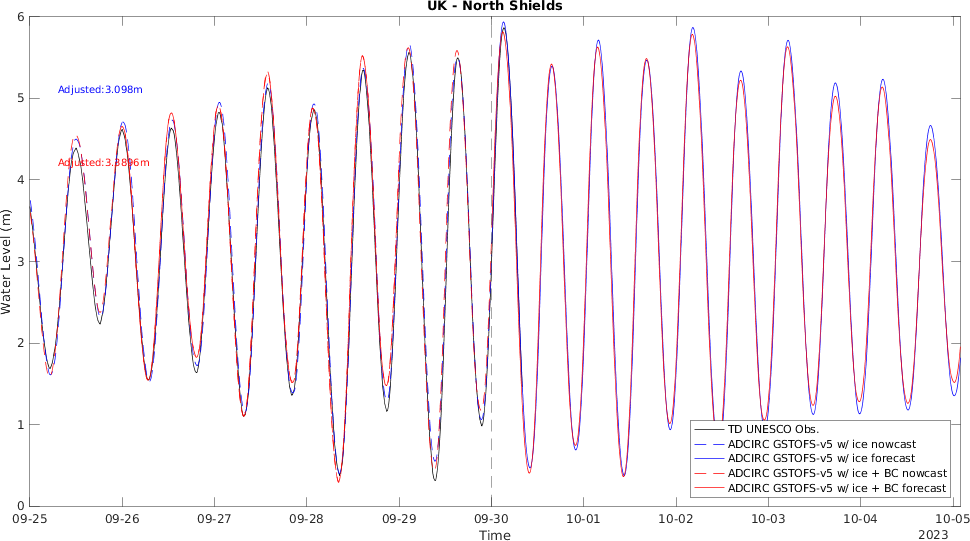 UK - North Shields
6
5
4
3
2
1
0
Water Level (m)
Adjusted:3.098m
Adjusted:3.3896m
TD UNESCO Obs.
ADCIRC GSTOFS-v5 w/ ice nowcast
ADCIRC GSTOFS-v5 w/ ice forecast
ADCIRC GSTOFS-v5 w/ ice + BC nowcast
ADCIRC GSTOFS-v5 w/ ice + BC forecast
09-25 09-26 09-27 09-28 09-29 09-30 10-01 10-02 10-03 10-04 10-05
Time
2023